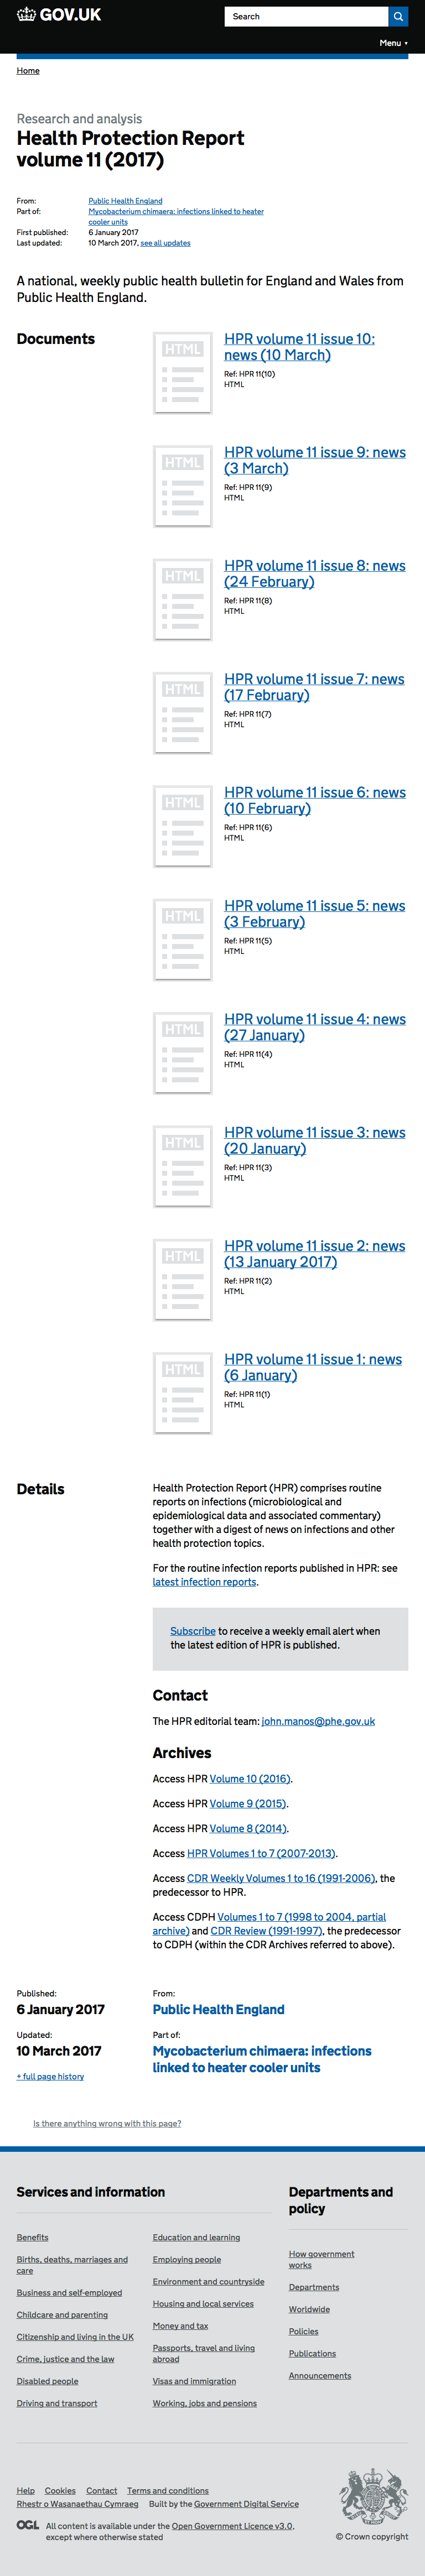 GOV.UK
Search
Menu ▼
Home
Research and analysis
Health Protection Report
volume 11 (2017)
From: Public Health England
Part of: Mycobacterium chimaera: infections linked to heater
cooler units
First published: 6 January 2017
Last updated: 10 March 2017, see all updates
A national, weekly public health bulletin for England and Wales from
Public Health England.
Documents
HTML
HPR volume 11 issue 10:
news (10 March)
Ref: HPR 11(10)
HTML
HTML
HPR volume 11 issue 9: news
(3 March)
Ref: HPR 11(9)
HTML
HTML
HPR volume 11 issue 8: news
(24 February)
Ref: HPR 11(8)
HTML
HTML
HPR volume 11 issue 7: news
(17 February)
Ref: HPR 11(7)
HTML
HTML
HPR volume 11 issue 6: news
(10 February)
Ref: HPR 11(6)
HTML
HTML
HPR volume 11 issue 5: news
(3 February)
Ref: HPR 11(5)
HTML
HTML
HPR volume 11 issue 4: news
(27 January)
Ref: HPR 11(4)
HTML
HTML
HPR volume 11 issue 3: news
(20 January)
Ref: HPR 11(3)
HTML
HTML
HPR volume 11 issue 2: news
(13 January 2017)
Ref: HPR 11(2)
HTML
HTML
HPR volume 11 issue 1: news
(6 January)
Ref: HPR 11(1)
HTML
Details
Health Protection Report (HPR) comprises routine
reports on infections (microbiological and
epidemiological data and associated commentary)
together with a digest of news on infections and other
health protection topics.
For the routine infection reports published in HPR: see
latest infection reports.
Subscribe to receive a weekly email alert when
the latest edition of HPR is published.
Contact
The HPR editorial team: john.manos@phe.gov.uk
Archives
Access HPR Volume 10 (2016).
Access HPR Volume 9 (2015).
Access HPR Volume 8 (2014).
Access HPR Volumes 1 to 7 (2007-2013).
Access CDR Weekly Volumes 1 to 16 (1991-2006), the
predecessor to HPR.
Access CDPH Volumes 1 to 7 (1998 to 2004, partial
archive) and CDR Review (1991-1997), the predecessor
to CDPH (within the CDR Archives referred to above).
Published:
6 January 2017
Updated:
10 March 2017
+ full page history
From:
Public Health England
Part of:
Mycobacterium chimaera: infections
linked to heater cooler units
Is there anything wrong with this page?
Services and information
Benefits
Births, deaths, marriages and
care
Business and self-employed
Childcare and parenting
Citizenship and living in the UK
Crime, justice and the law
Disabled people
Driving and transport
Education and learning
Employing people
Environment and countryside
Housing and local services
Money and tax
Passports, travel and living
abroad
Visas and immigration
Working, jobs and pensions
Departments and
policy
How government
works
Departments
Worldwide
Policies
Publications
Announcements
Help Cookies Contact Terms and conditions
Rhestr o Wasanaethau Cymraeg Built by the Government Digital Service
OGL All content is available under the Open Government Licence v3.0,
except where otherwise stated
© Crown copyright